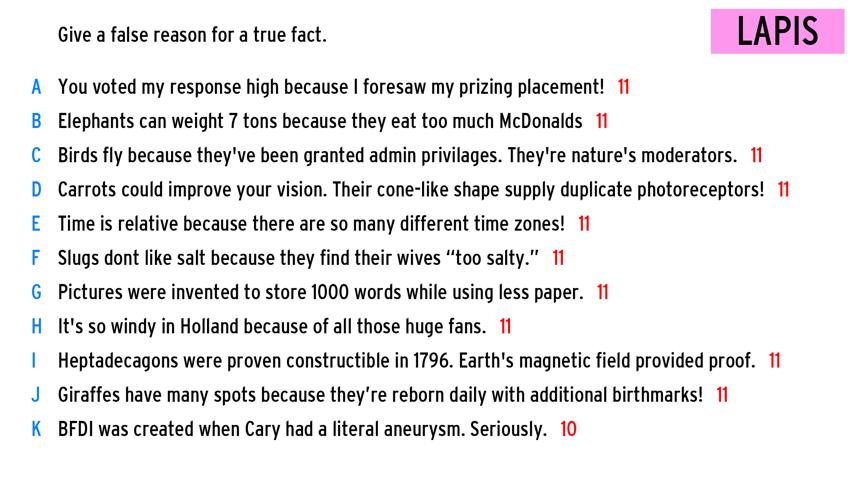 Give a false reason for a true fact.
LAPIS
A You voted my response high because I foresaw my prizing placement! 11
B Elephants can weight 7 tons because they eat too much McDonalds 11
C Birds fly because they've been granted admin privilages. They're nature's moderators. 11
D Carrots could improve your vision. Their cone-like shape supply duplicate photoreceptors! 11
E Time is relative because there are so many different time zones! 11
F Slugs dont like salt because they find their wives “too salty.” 11
G Pictures were invented to store 1000 words while using less paper. 11
H It's so windy in Holland because of all those huge fans. 11
I Heptadecagons were proven constructible in 1796. Earth's magnetic field provided proof. 11
J Giraffes have many spots because they’re reborn daily with additional birthmarks! 11
K BFDI was created when Cary had a literal aneurysm. Seriously. 10